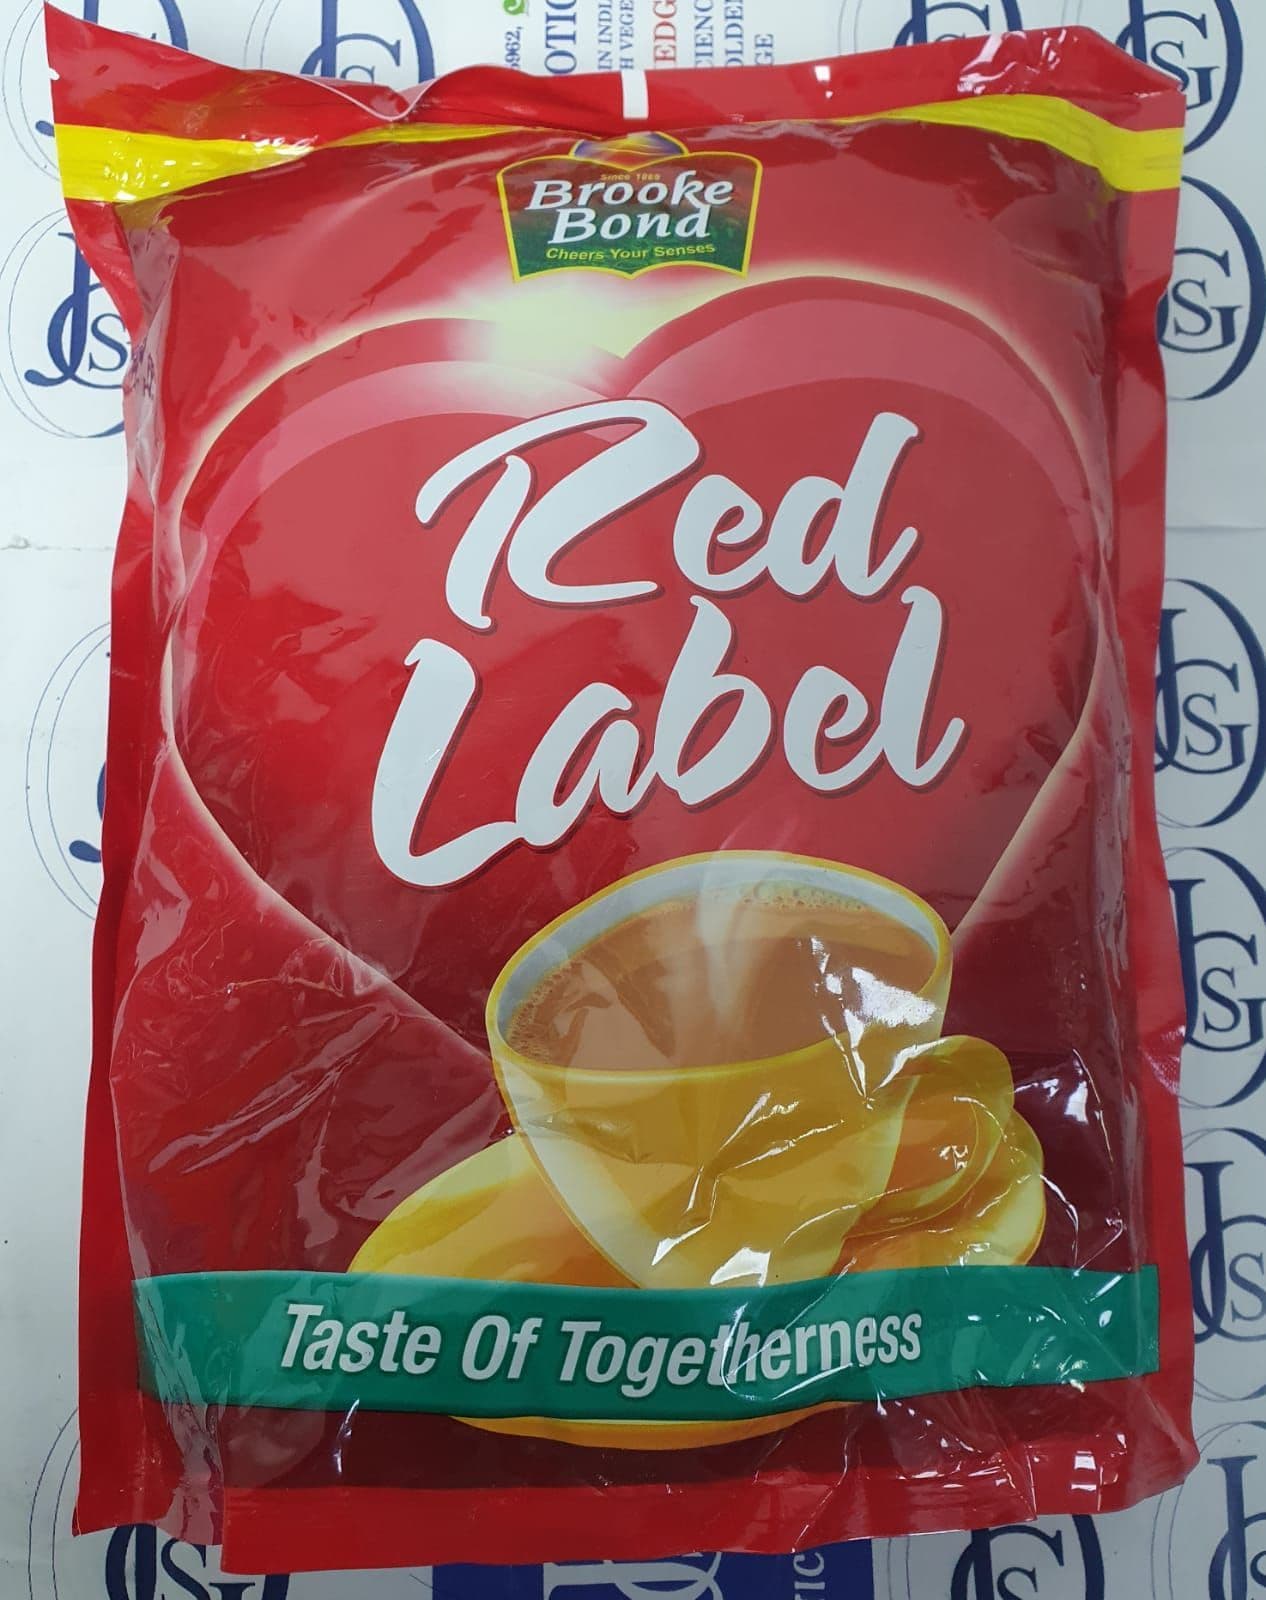 Since 1869
Brooke
Bond
Cheers Your Senses
Red
Label
Taste Of Togetherness